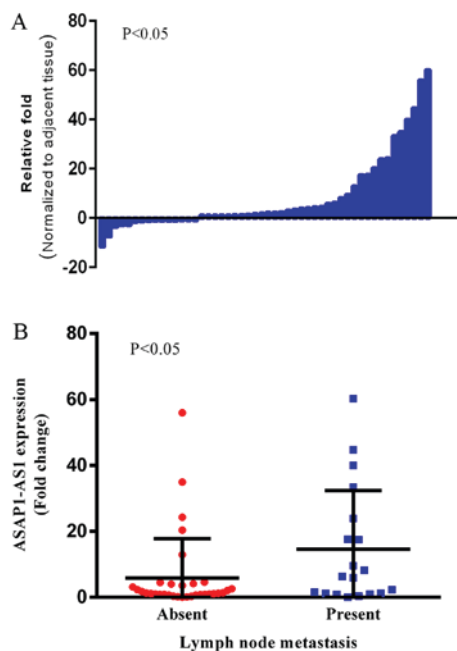 A
P<0.05
Relative fold
(Normalized to adjacent tissue)
80
60
40
20
0
-20
B
P<0.05
ASAP1-AS1 expression
(Fold change)
80
60
40
20
0
Absent
Present
Lymph node metastasis